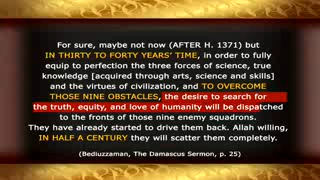 For sure, maybe not now (AFTER H. 1371) but
IN THIRTY TO FORTY YEARS' TIME, in order to fully
equip to perfection the three forces of science, true
knowledge [acquired through arts, science and skills]
and the virtues of civilization, and TO OVERCOME
THOSE NINE OBSTACLES, the desire to search for
the truth, equity, and love of humanity will be dispatched
to the fronts of those nine enemy squadrons.
They have already started to drive them back. Allah willing,
IN HALF A CENTURY they will scatter them completely.
(Bediuzzaman, The Damascus Sermon, p. 25)